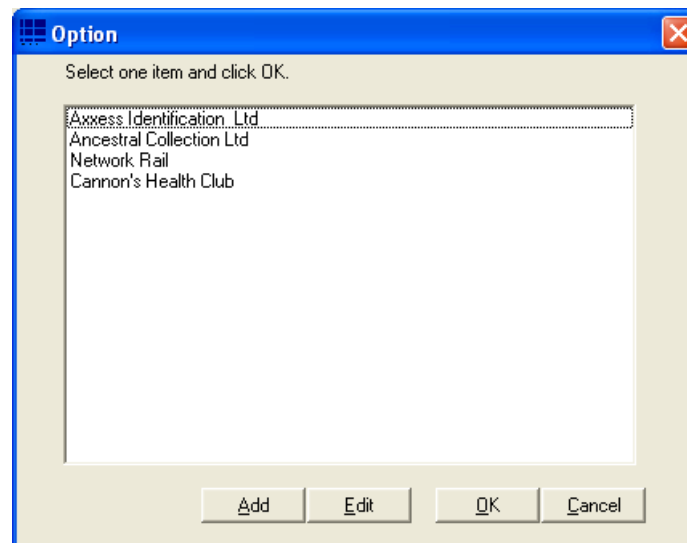 Option
Select one item and click OK.
Axxess Identification  Ltd
Ancestral Collection Ltd
Network Rail
Cannon's Health Club
Add Edit OK Cancel